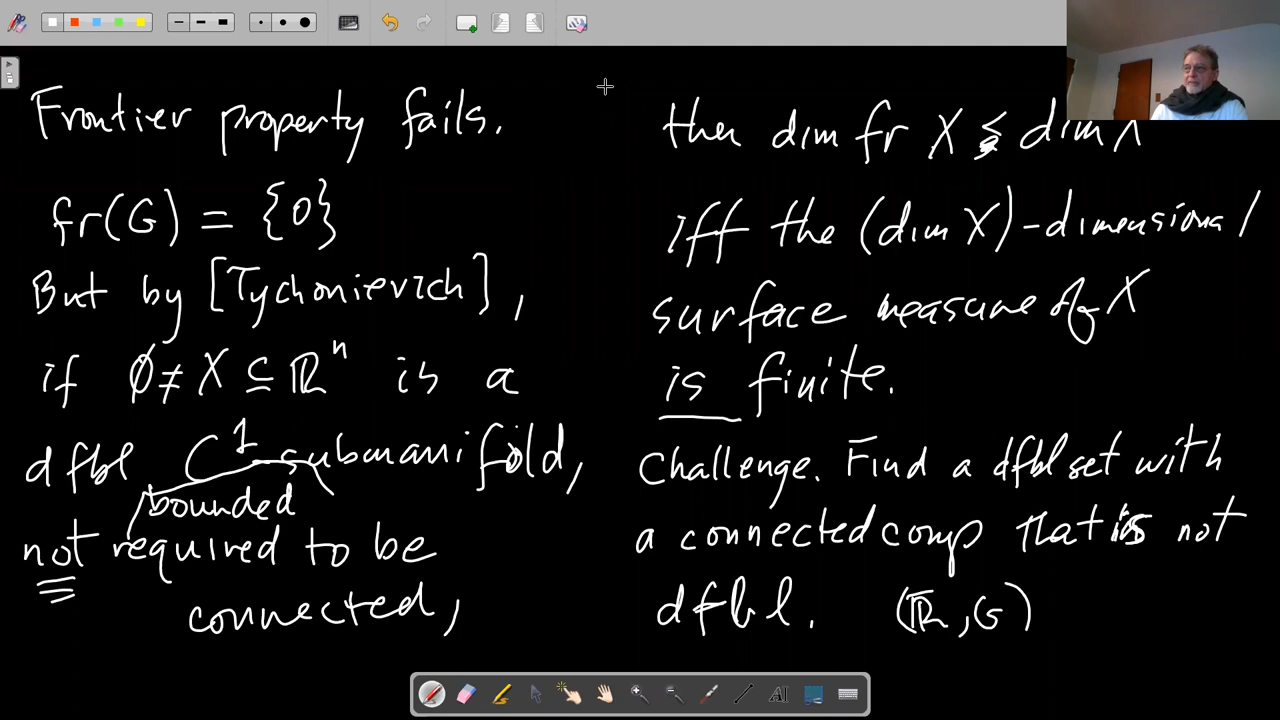 Frontier property fails.
fr(G) = {0}
But by [Tychonievich],
if ∅ ≠ X ⊆ ℝⁿ is a
dfbl C¹ submanifold,
bounded
not required to be
connected,
then dim fr X ≤ dim X
iff the (dim X)-dimensional
surface measure of X
is finite.
Challenge. Find a dfbl set with
a connected comp that is not
dfbl. (ℝ, G)
AI